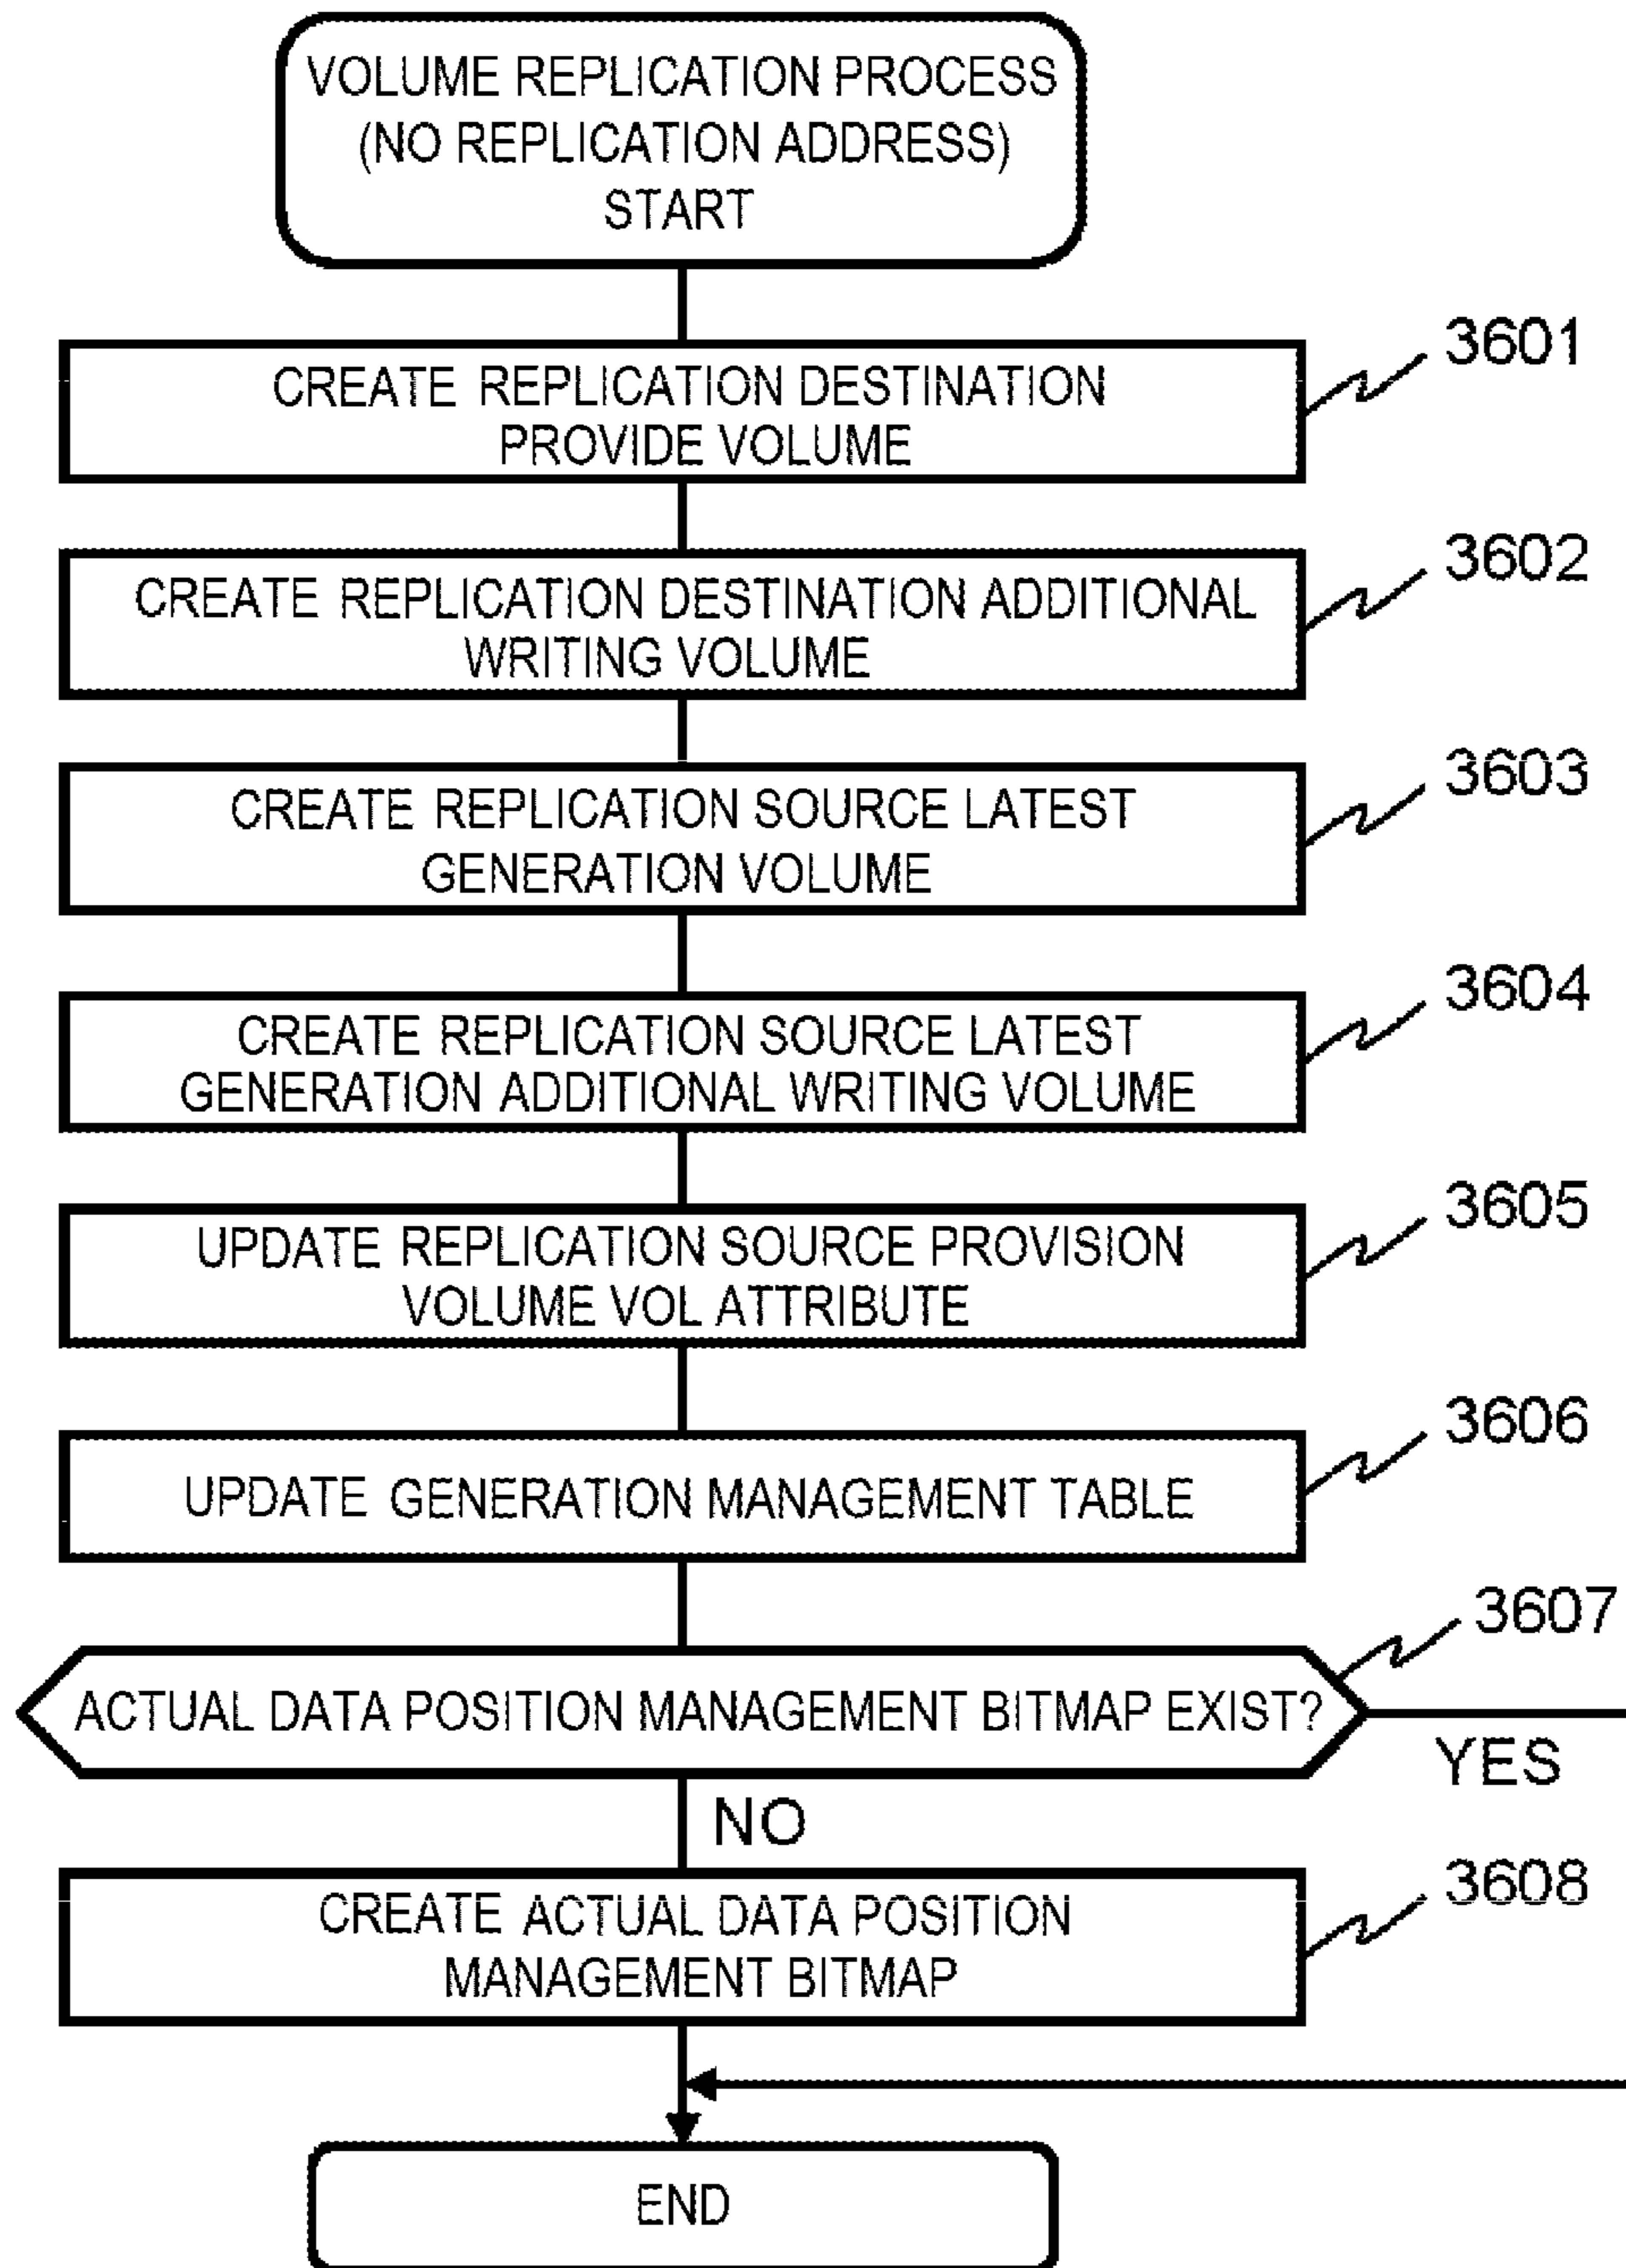 VOLUME REPLICATION PROCESS
(NO REPLICATION ADDRESS)
START
3601
CREATE REPLICATION DESTINATION
PROVIDE VOLUME
3602
CREATE REPLICATION DESTINATION ADDITIONAL
WRITING VOLUME
3603
CREATE REPLICATION SOURCE LATEST
GENERATION VOLUME
3604
CREATE REPLICATION SOURCE LATEST
GENERATION ADDITIONAL WRITING VOLUME
3605
UPDATE REPLICATION SOURCE PROVISION
VOLUME VOL ATTRIBUTE
3606
UPDATE GENERATION MANAGEMENT TABLE
3607
ACTUAL DATA POSITION MANAGEMENT BITMAP EXIST?
YES
NO
3608
CREATE ACTUAL DATA POSITION
MANAGEMENT BITMAP
END